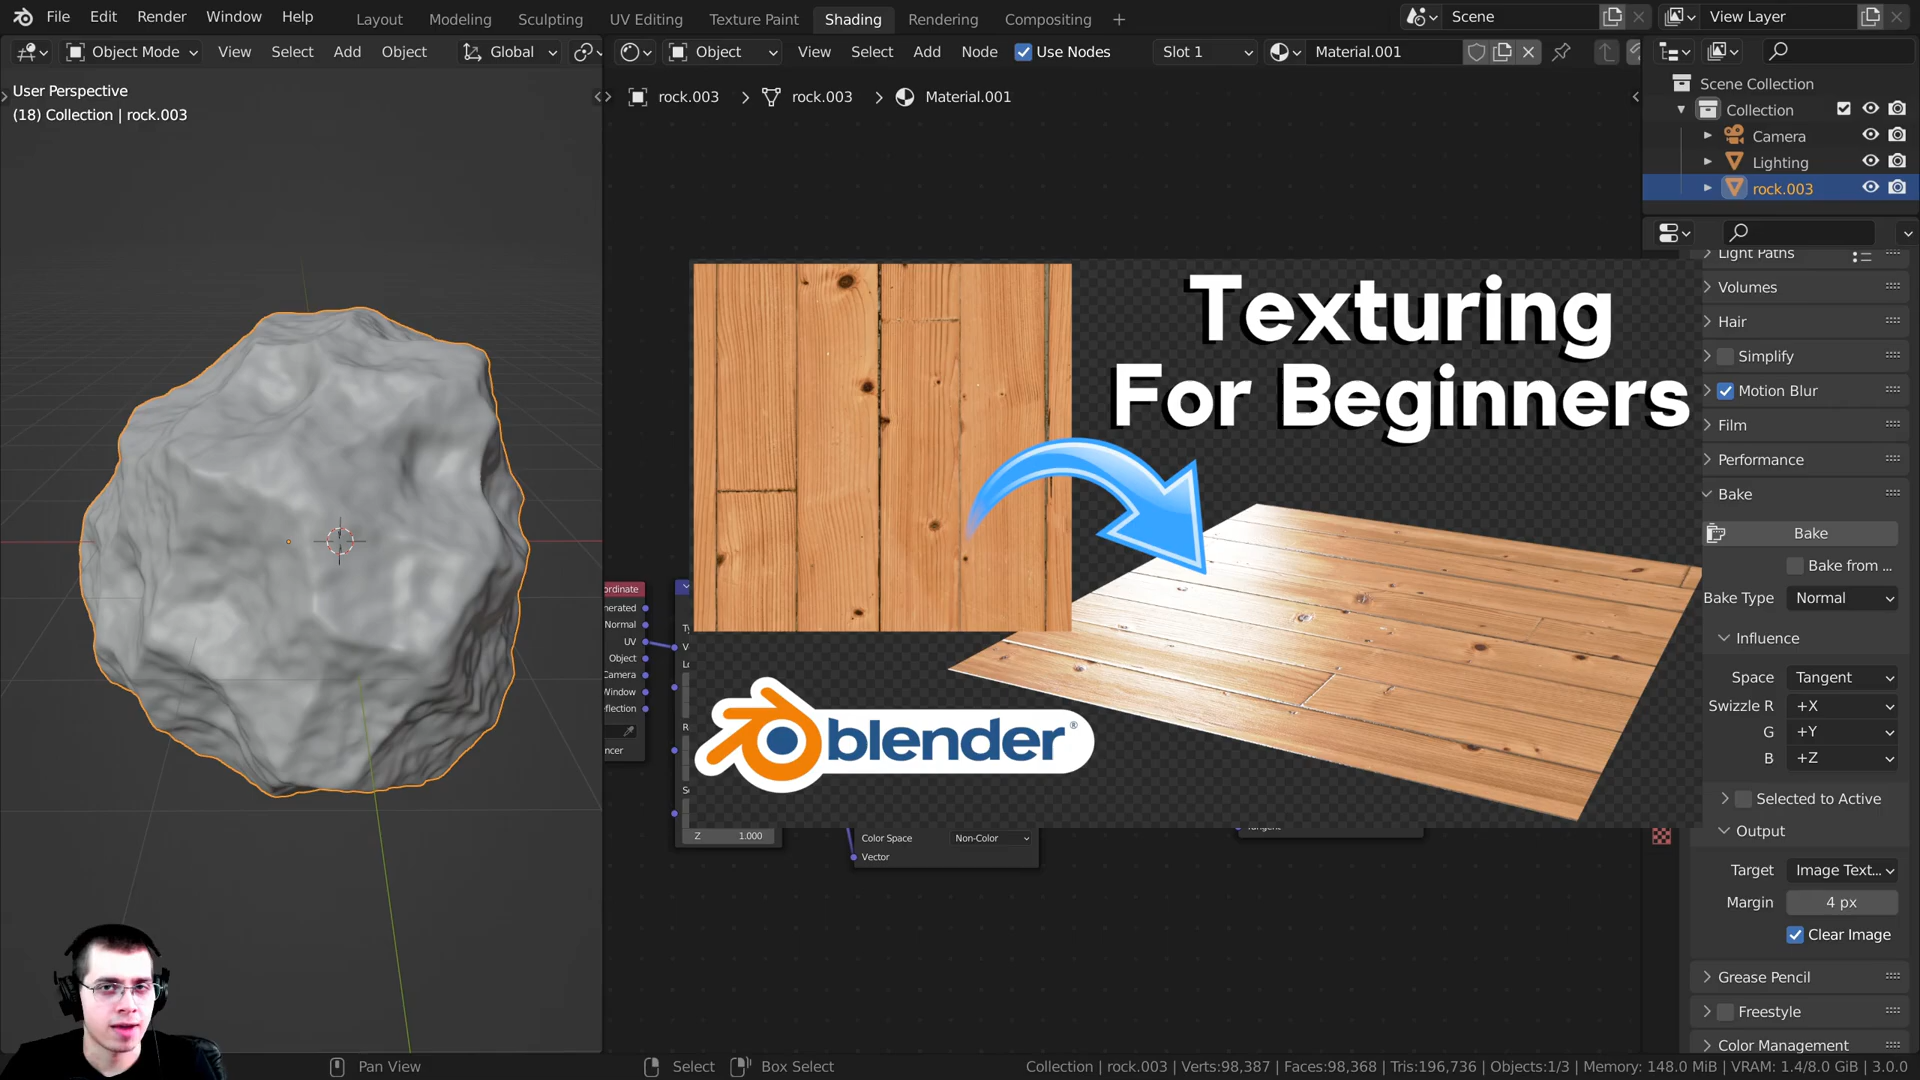 File Edit Render Window Help
Layout Modeling Sculpting UV Editing Texture Paint Shading Rendering Compositing +
Scene
View Layer
Object Mode View Select Add Object Global
Object View Select Add Node Use Nodes Slot 1 Material.001
User Perspective
(18) Collection | rock.003
rock.003 > rock.003 > Material.001
Scene Collection
Collection
Camera
Lighting
rock.003
Light Paths
Volumes
Hair
Simplify
Motion Blur
Film
Performance
Bake
Bake
Bake from ...
Bake Type Normal
Influence
Space Tangent
Swizzle R +X
G +Y
B +Z
Selected to Active
Output
Target Image Text...
Margin 4 px
Clear Image
Grease Pencil
Freestyle
Color Management
Texturing
For Beginners
blender®
Normal
UV
Object
Camera
Window
Z 1.000
Color Space Non-Color
Vector
Pan View Select Box Select
Collection | rock.003 | Verts:98,387 | Faces:98,368 | Tris:196,736 | Objects:1/3 | Memory: 148.0 MiB | VRAM: 1.4/8.0 GiB | 3.0.0